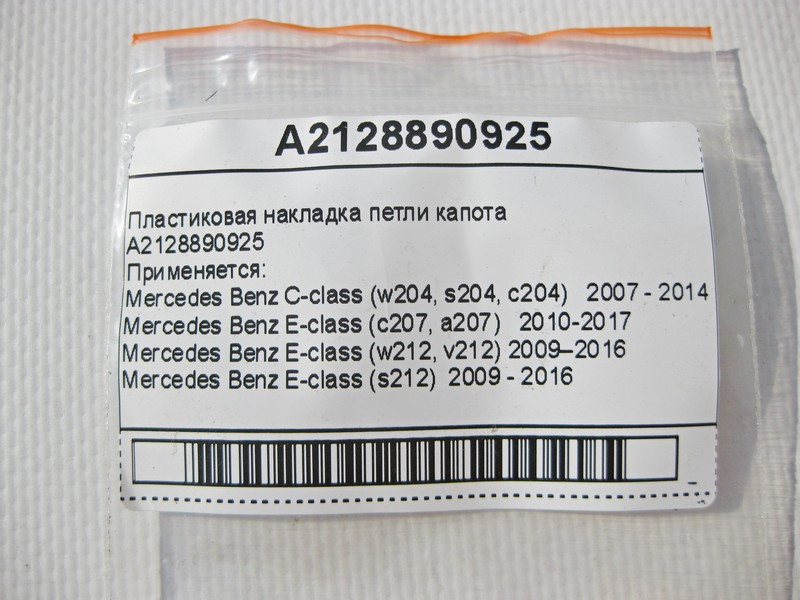 A2128890925
Пластиковая накладка петли капота
A2128890925
Применяется:
Mercedes Benz C-class (w204, s204, c204) 2007 - 2014
Mercedes Benz E-class (c207, a207) 2010-2017
Mercedes Benz E-class (w212, v212) 2009–2016
Mercedes Benz E-class (s212) 2009 - 2016